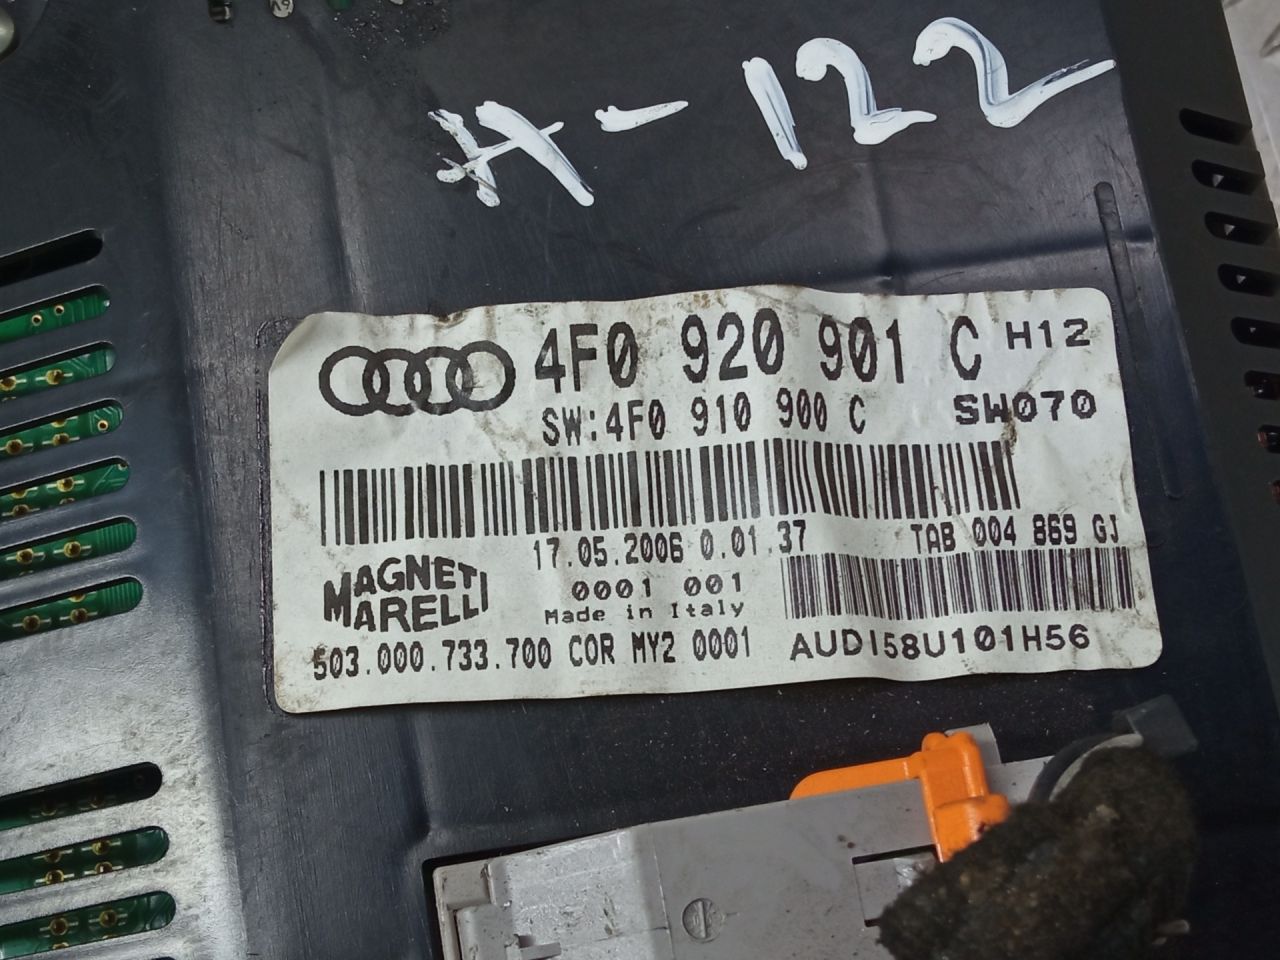 A-122
4F0 920 901 C H12
SW:4F0 910 900 C SW070
17.05.2006 0.01.37 TAB 004 869 GJ
MAGNETI MARELLI
0001 001
Made in Italy
503.000.733.700 COR MY2 0001 AUDI58U101H56